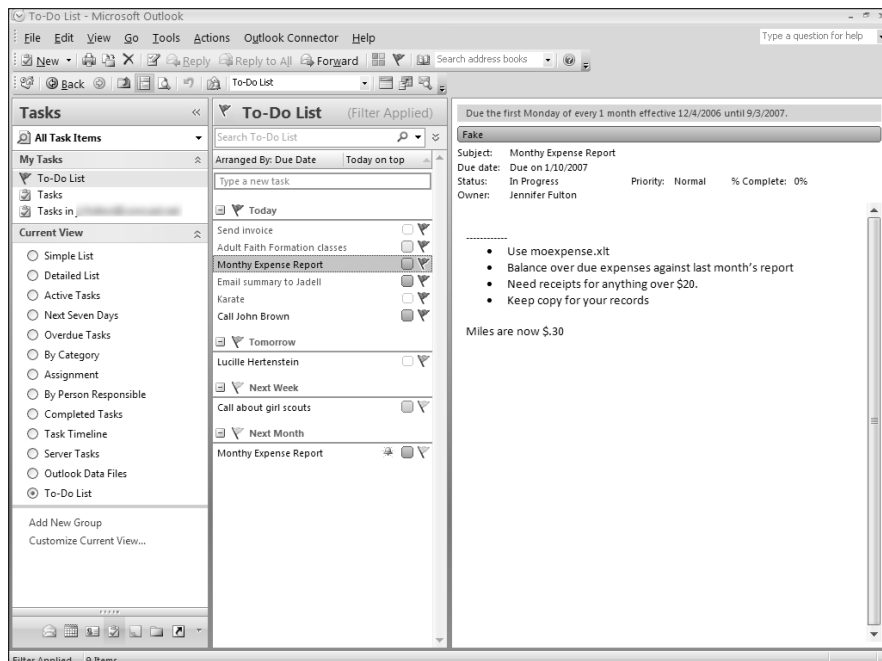 To-Do List - Microsoft Outlook
File Edit View Go Tools Actions Outlook Connector Help
Type a question for help
New Reply Reply to All Forward Search address books
Back To-Do List
Tasks
All Task Items
My Tasks
To-Do List
Tasks
Tasks in
Current View
Simple List
Detailed List
Active Tasks
Next Seven Days
Overdue Tasks
By Category
Assignment
By Person Responsible
Completed Tasks
Task Timeline
Server Tasks
Outlook Data Files
To-Do List
Add New Group
Customize Current View...
To-Do List (Filter Applied)
Search To-Do List
Arranged By: Due Date Today on top
Type a new task
Today
Send invoice
Adult Faith Formation classes
Monthy Expense Report
Email summary to Jadell
Karate
Call John Brown
Tomorrow
Lucille Hertenstein
Next Week
Call about girl scouts
Next Month
Monthy Expense Report
Due the first Monday of every 1 month effective 12/4/2006 until 9/3/2007.
Fake
Subject: Monthy Expense Report
Due date: Due on 1/10/2007
Status: In Progress Priority: Normal % Complete: 0%
Owner: Jennifer Fulton
------------
• Use moexpense.xlt
• Balance over due expenses against last month's report
• Need receipts for anything over $20.
• Keep copy for your records
Miles are now $.30
Filter Applied 9 Items